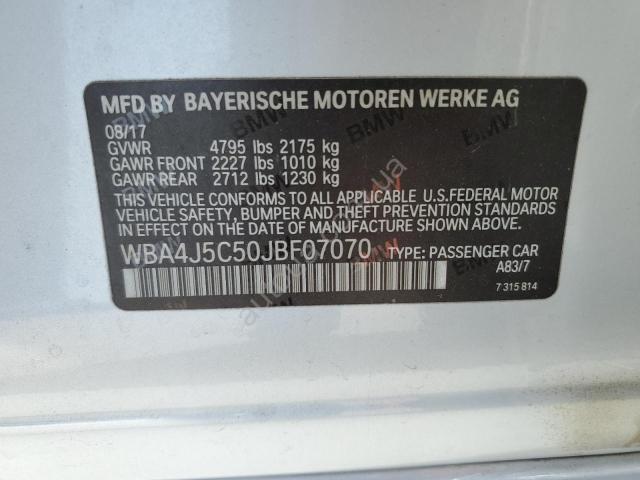 MFD BY BAYERISCHE MOTOREN WERKE AG
08/17
GVWR 4795 lbs 2175 kg
GAWR FRONT 2227 lbs 1010 kg
GAWR REAR 2712 lbs 1230 kg
THIS VEHICLE CONFORMS TO ALL APPLICABLE U.S.FEDERAL MOTOR
VEHICLE SAFETY, BUMPER AND THEFT PREVENTION STANDARDS
IN EFFECT ON THE DATE OF MANUFACTURE SHOWN ABOVE.
WBA4J5C50JBF07070 TYPE: PASSENGER CAR
A83/7
7 315 814